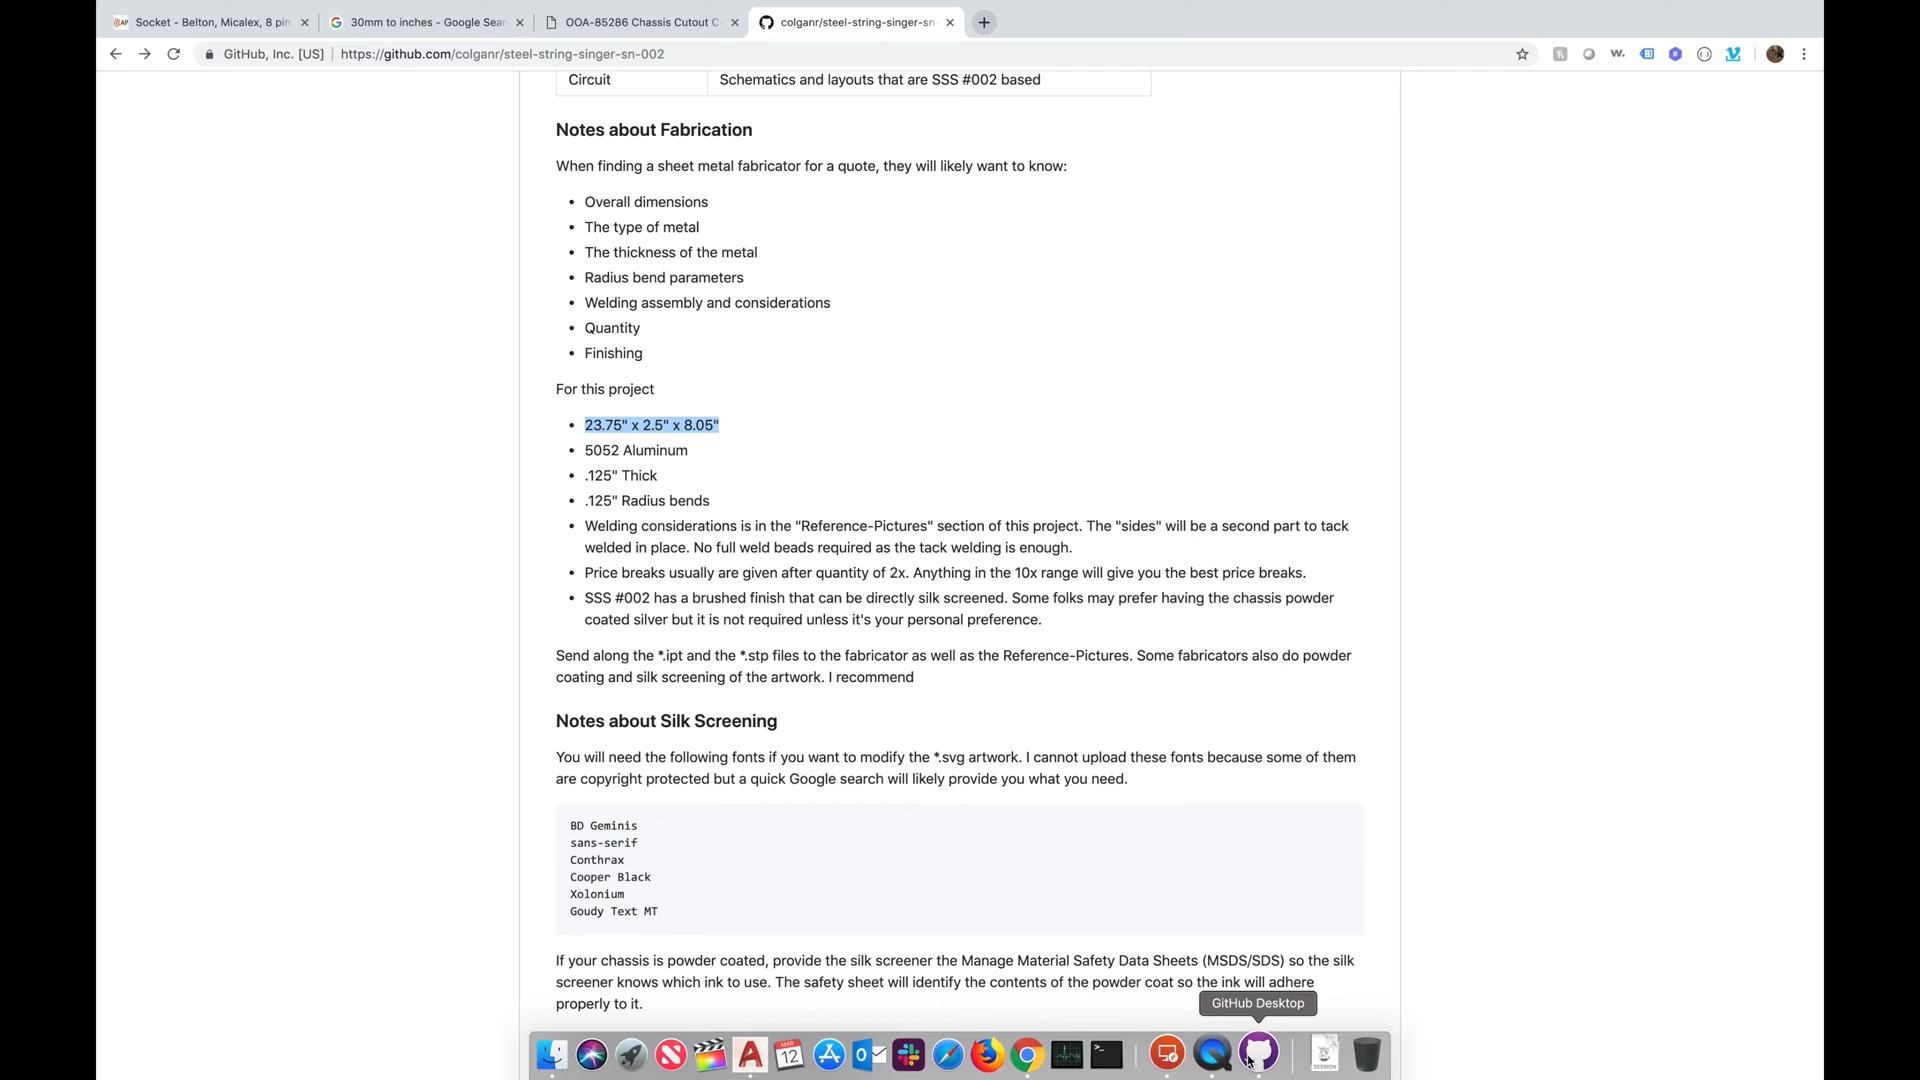 Socket - Belton, Micalex, 8 pin
30mm to inches - Google Sear
OOA-85286 Chassis Cutout C
colganr/steel-string-singer-sn-
GitHub, Inc. [US]
https://github.com/colganr/steel-string-singer-sn-002
Circuit
Schematics and layouts that are SSS #002 based
Notes about Fabrication
When finding a sheet metal fabricator for a quote, they will likely want to know:
• Overall dimensions
• The type of metal
• The thickness of the metal
• Radius bend parameters
• Welding assembly and considerations
• Quantity
• Finishing
For this project
• 23.75" x 2.5" x 8.05"
• 5052 Aluminum
• .125" Thick
• .125" Radius bends
• Welding considerations is in the "Reference-Pictures" section of this project. The "sides" will be a second part to tack
welded in place. No full weld beads required as the tack welding is enough.
• Price breaks usually are given after quantity of 2x. Anything in the 10x range will give you the best price breaks.
• SSS #002 has a brushed finish that can be directly silk screened. Some folks may prefer having the chassis powder
coated silver but it is not required unless it's your personal preference.
Send along the *.ipt and the *.stp files to the fabricator as well as the Reference-Pictures. Some fabricators also do powder
coating and silk screening of the artwork. I recommend
Notes about Silk Screening
You will need the following fonts if you want to modify the *.svg artwork. I cannot upload these fonts because some of them
are copyright protected but a quick Google search will likely provide you what you need.
BD Geminis
sans-serif
Conthrax
Cooper Black
Xolonium
Goudy Text MT
If your chassis is powder coated, provide the silk screener the Manage Material Safety Data Sheets (MSDS/SDS) so the silk
screener knows which ink to use. The safety sheet will identify the contents of the powder coat so the ink will adhere
properly to it.
GitHub Desktop
MAR
12
SESSION